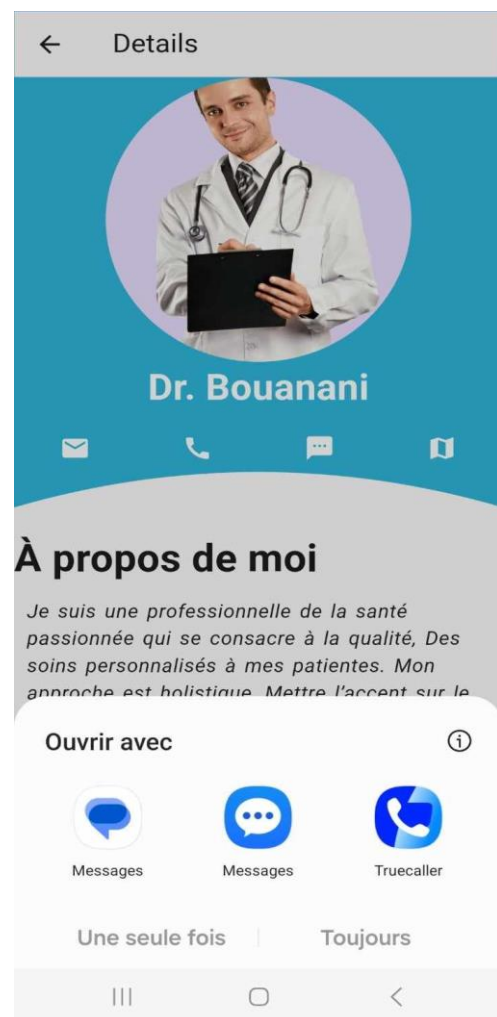 Details
Dr. Bouanani
À propos de moi
Je suis une professionnelle de la santé
passionnée qui se consacre à la qualité, Des
soins personnalisés à mes patientes. Mon
approche est holistique. Mettre l'accent sur le
Ouvrir avec
Messages
Messages
Truecaller
Une seule fois
Toujours